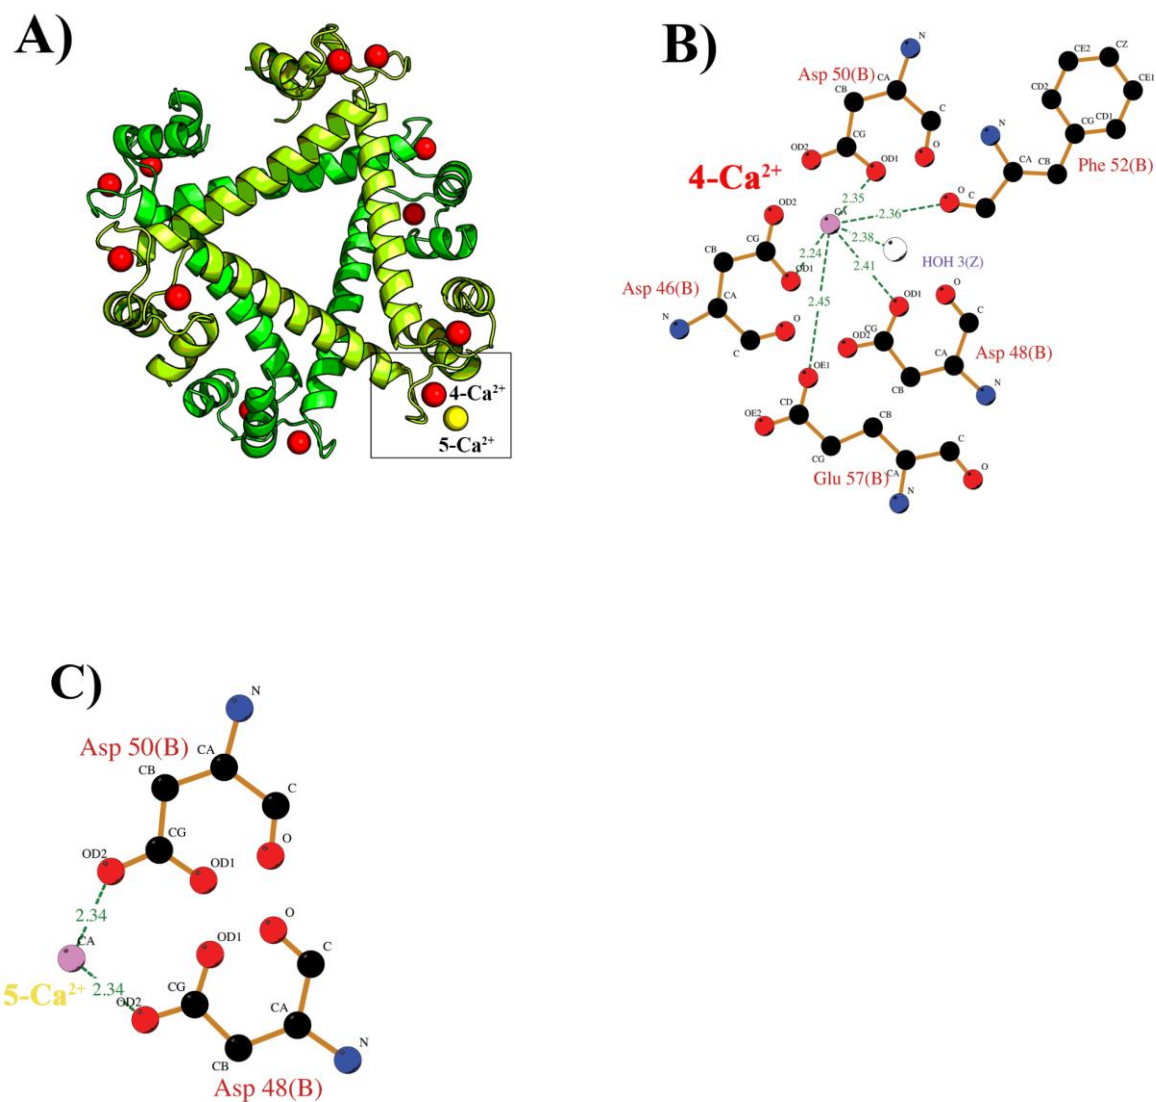 A)
4-Ca²⁺
5-Ca²⁺
B)
N
Asp 50(B)
CA
CB
C
CG
OD2
OD1
O
CE2
CZ
CD2
CE1
CG
CD1
N
CA
CB
Phe 52(B)
O
C
4-Ca²⁺
2.35
CA
2.36
2.38
2.24
2.41
2.45
HOH 3(Z)
OD2
CG
CB
OD1
Asp 46(B)
CA
N
O
C
OD1
O
C
CG
OD2
CA
Asp 48(B)
CB
N
OE1
CD
OE2
CB
CG
C
Glu 57(B)
CA
N
O
C)
N
Asp 50(B)
CA
CB
C
CG
O
OD2
OD1
2.34
CA
5-Ca²⁺
2.34
OD2
O
OD1
C
CG
CA
N
CB
Asp 48(B)